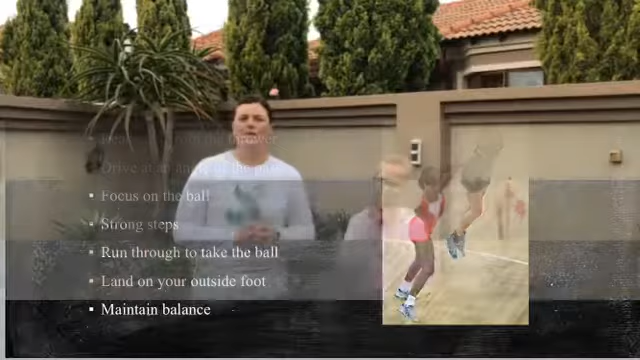 • Focus on the ball
• Strong steps
• Run through to take the ball
• Land on your outside foot
• Maintain balance